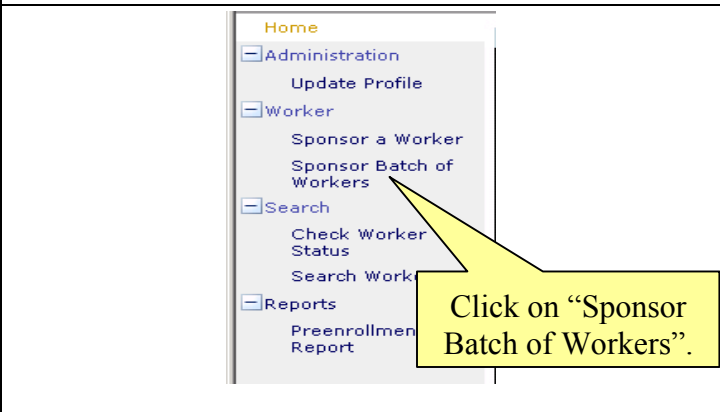 Home
Administration
Update Profile
Worker
Sponsor a Worker
Sponsor Batch of
Workers
Search
Check Worker
Status
Search
Reports
Report
Click on “Sponsor
Batch of Workers”.